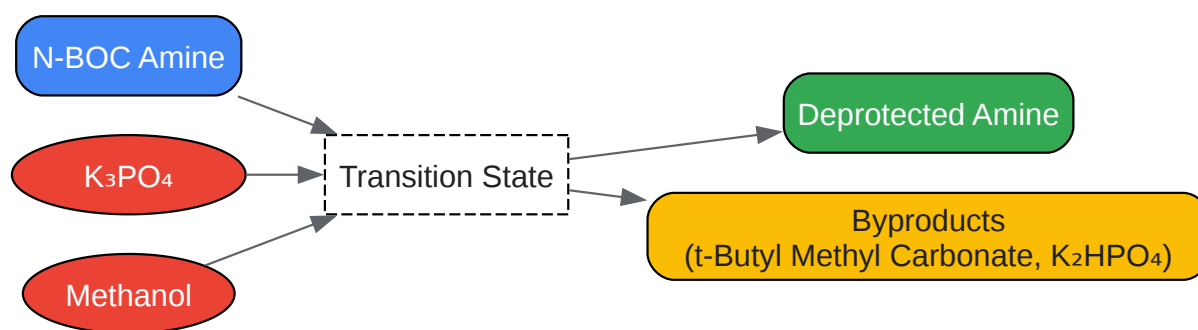 N-BOC Amine
K₃PO₄
Methanol
Transition State
Deprotected Amine
Byproducts
(t-Butyl Methyl Carbonate, K₂HPO₄)